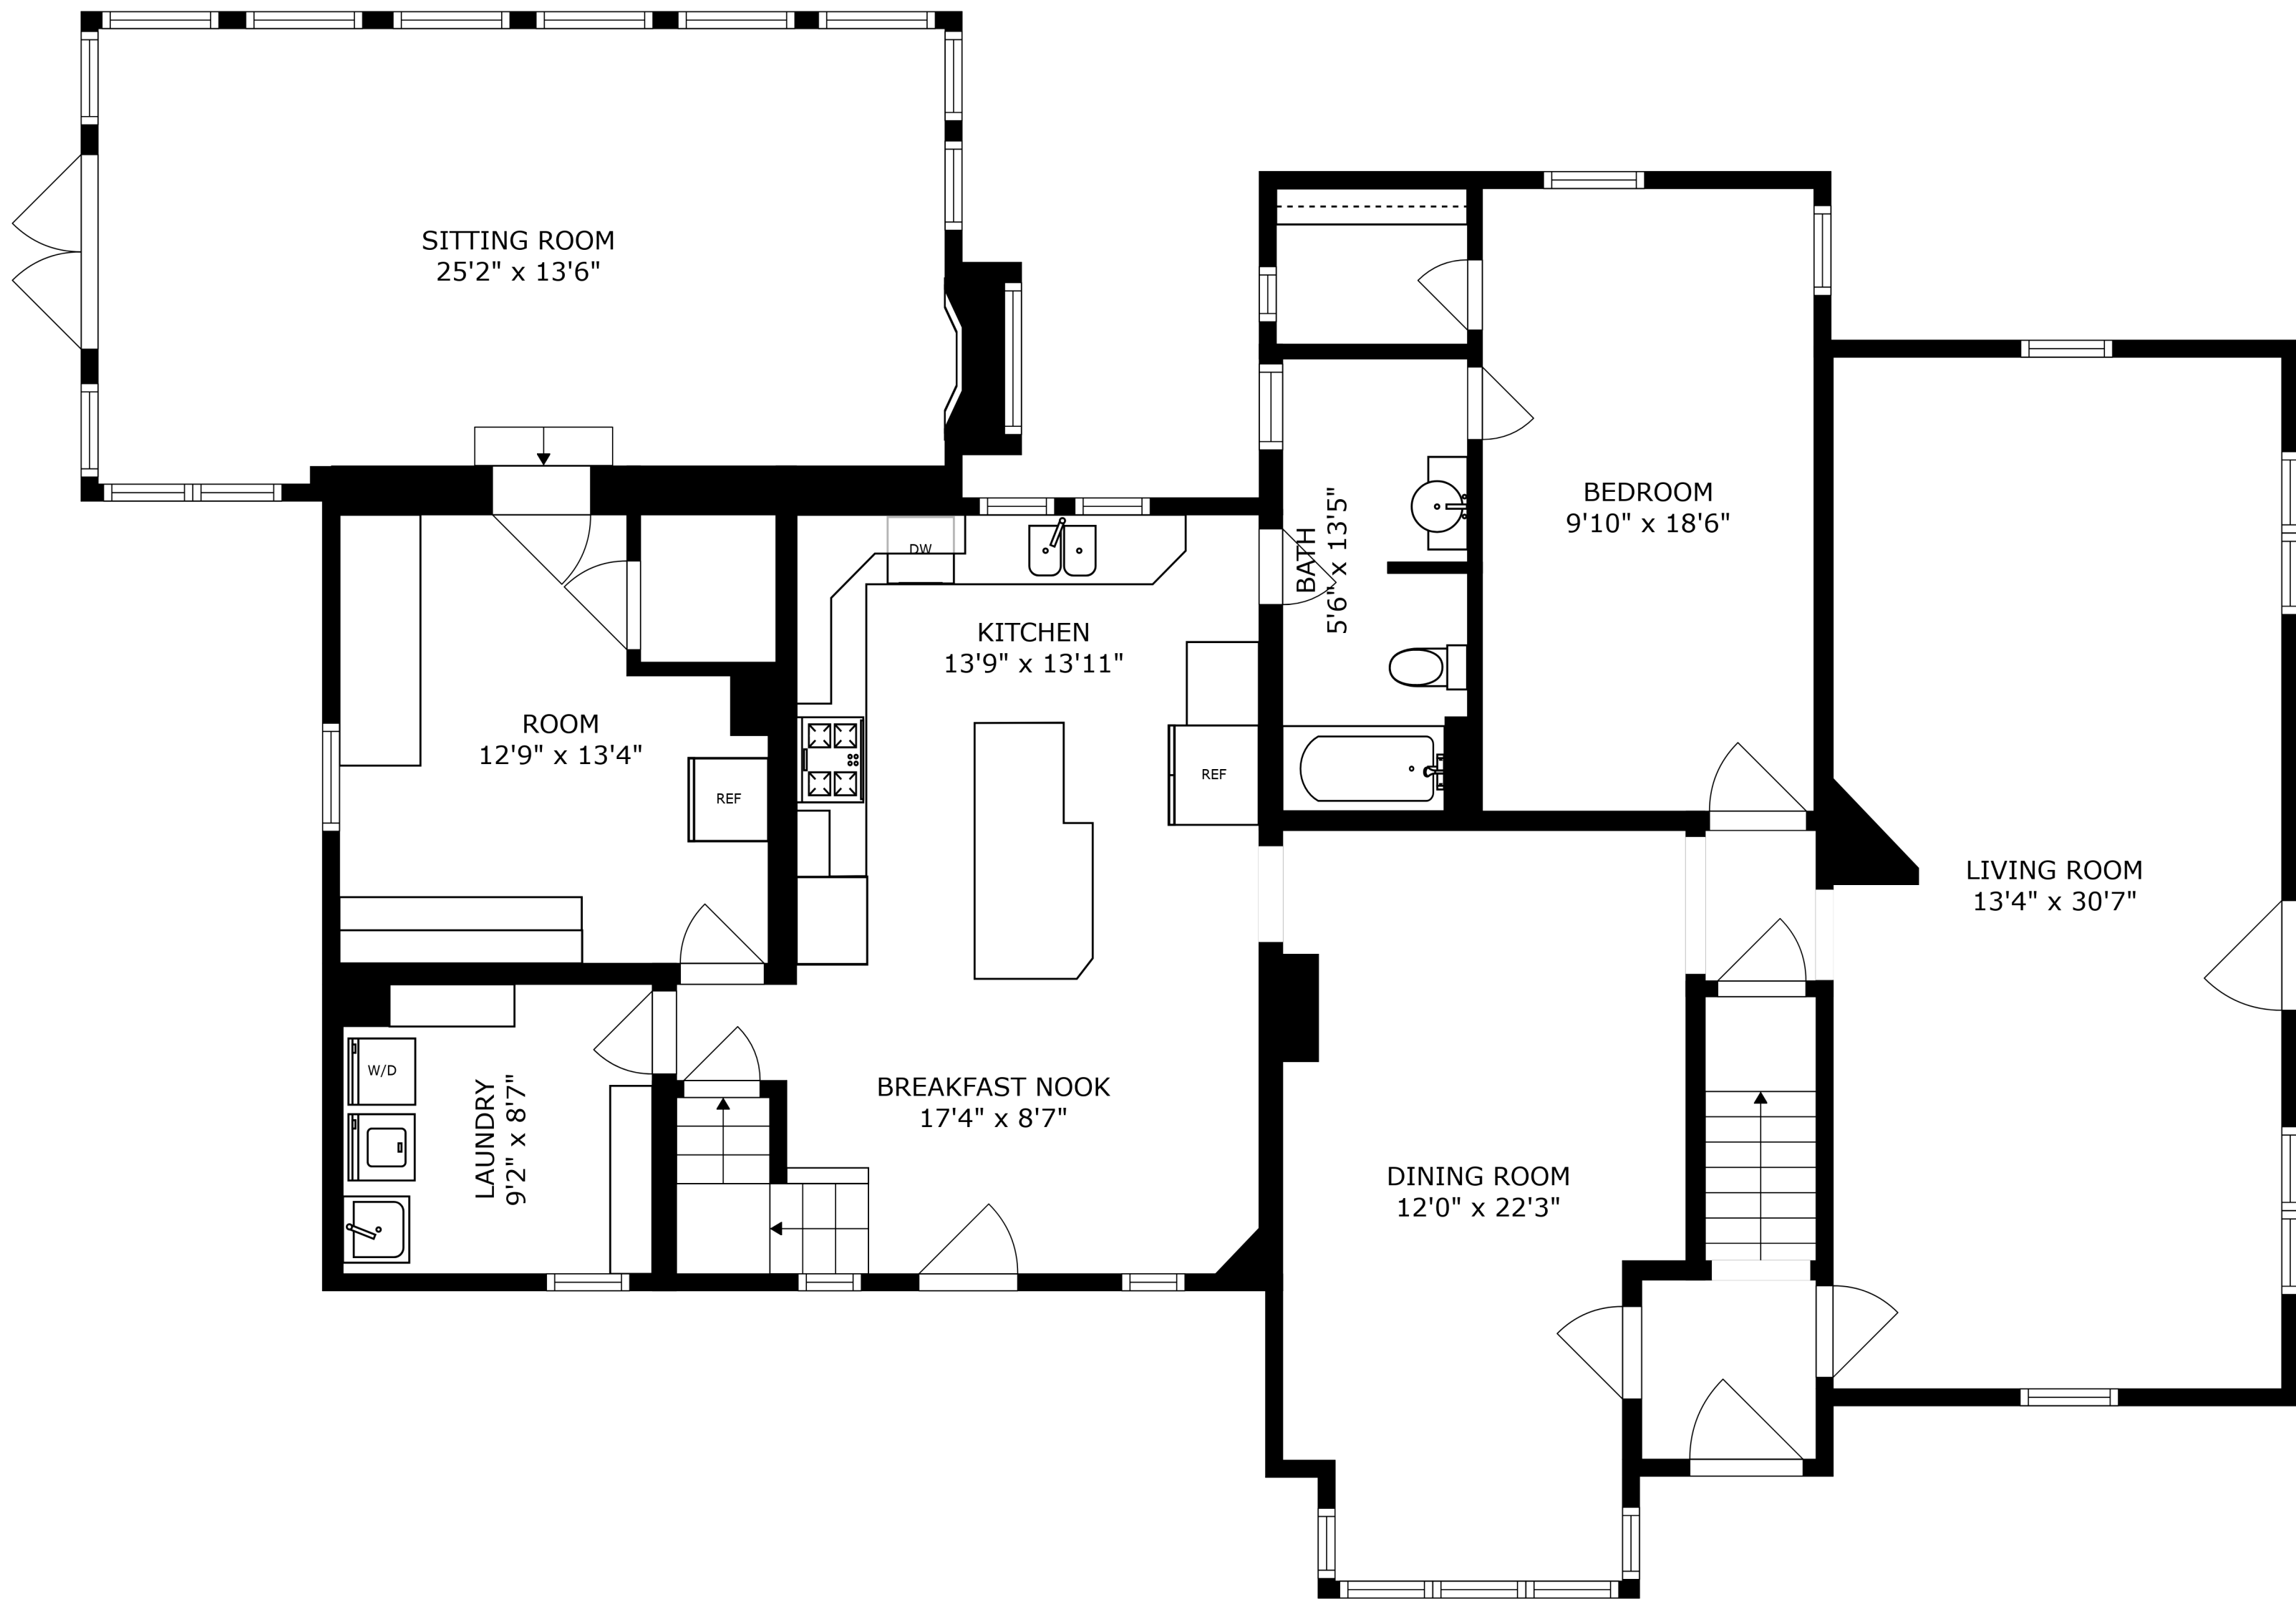 SITTING ROOM
25'2" x 13'6"
BEDROOM
9'10" x 18'6"
DW
BATH
5'6" x 13'5"
KITCHEN
13'9" x 13'11"
ROOM
12'9" x 13'4"
REF
REF
LIVING ROOM
13'4" x 30'7"
W/D
LAUNDRY
9'2" x 8'7"
BREAKFAST NOOK
17'4" x 8'7"
DINING ROOM
12'0" x 22'3"